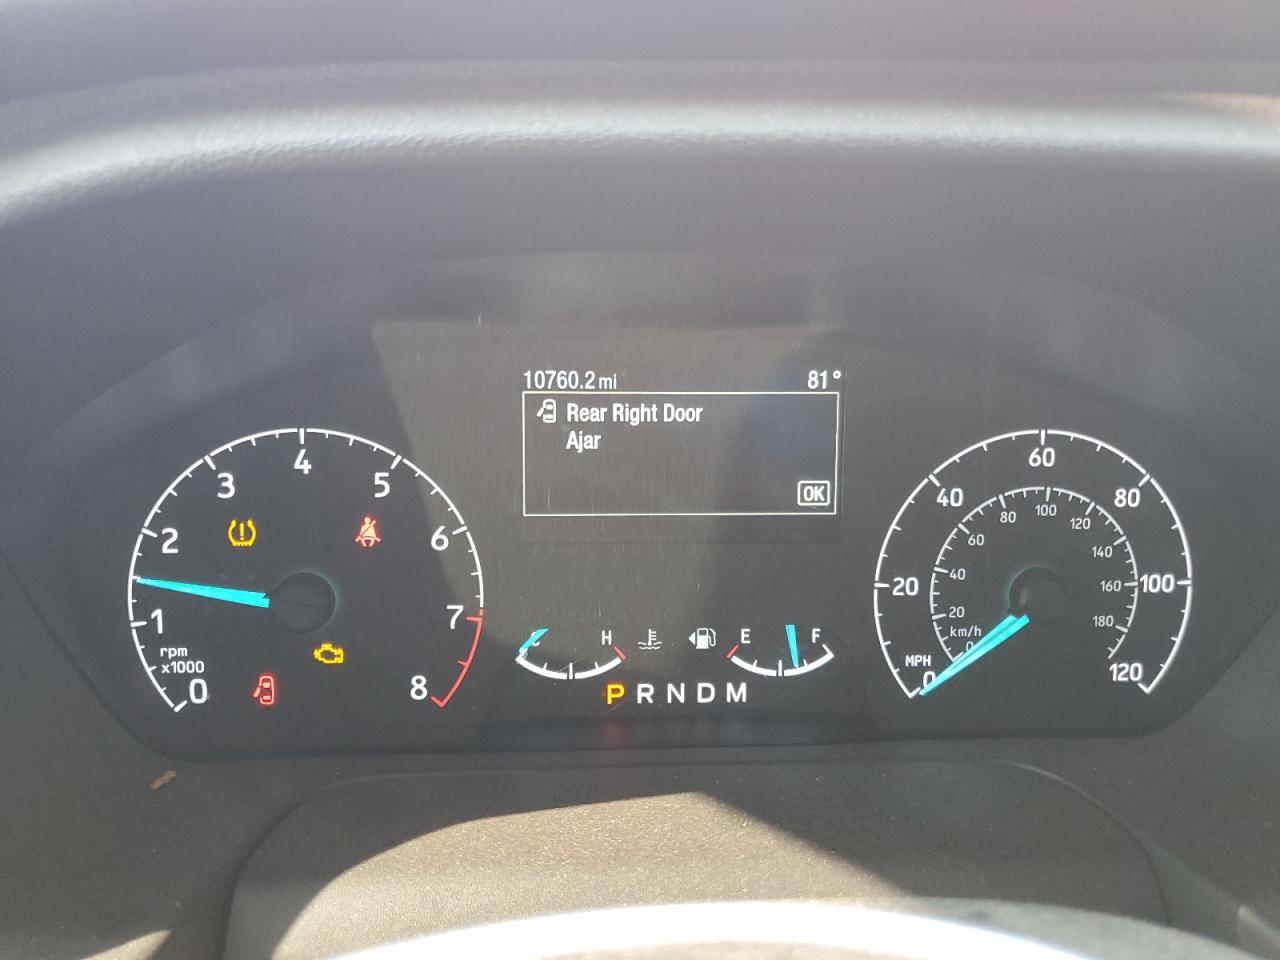 10760.2 mi 81°
Rear Right Door
Ajar
OK
0 1 2 3 4 5 6 7 8
rpm
x1000
C H
E F
P R N D M
0 20 40 60 80 100 120
MPH
0 20 40 60 80 100 120 140 160 180
km/h